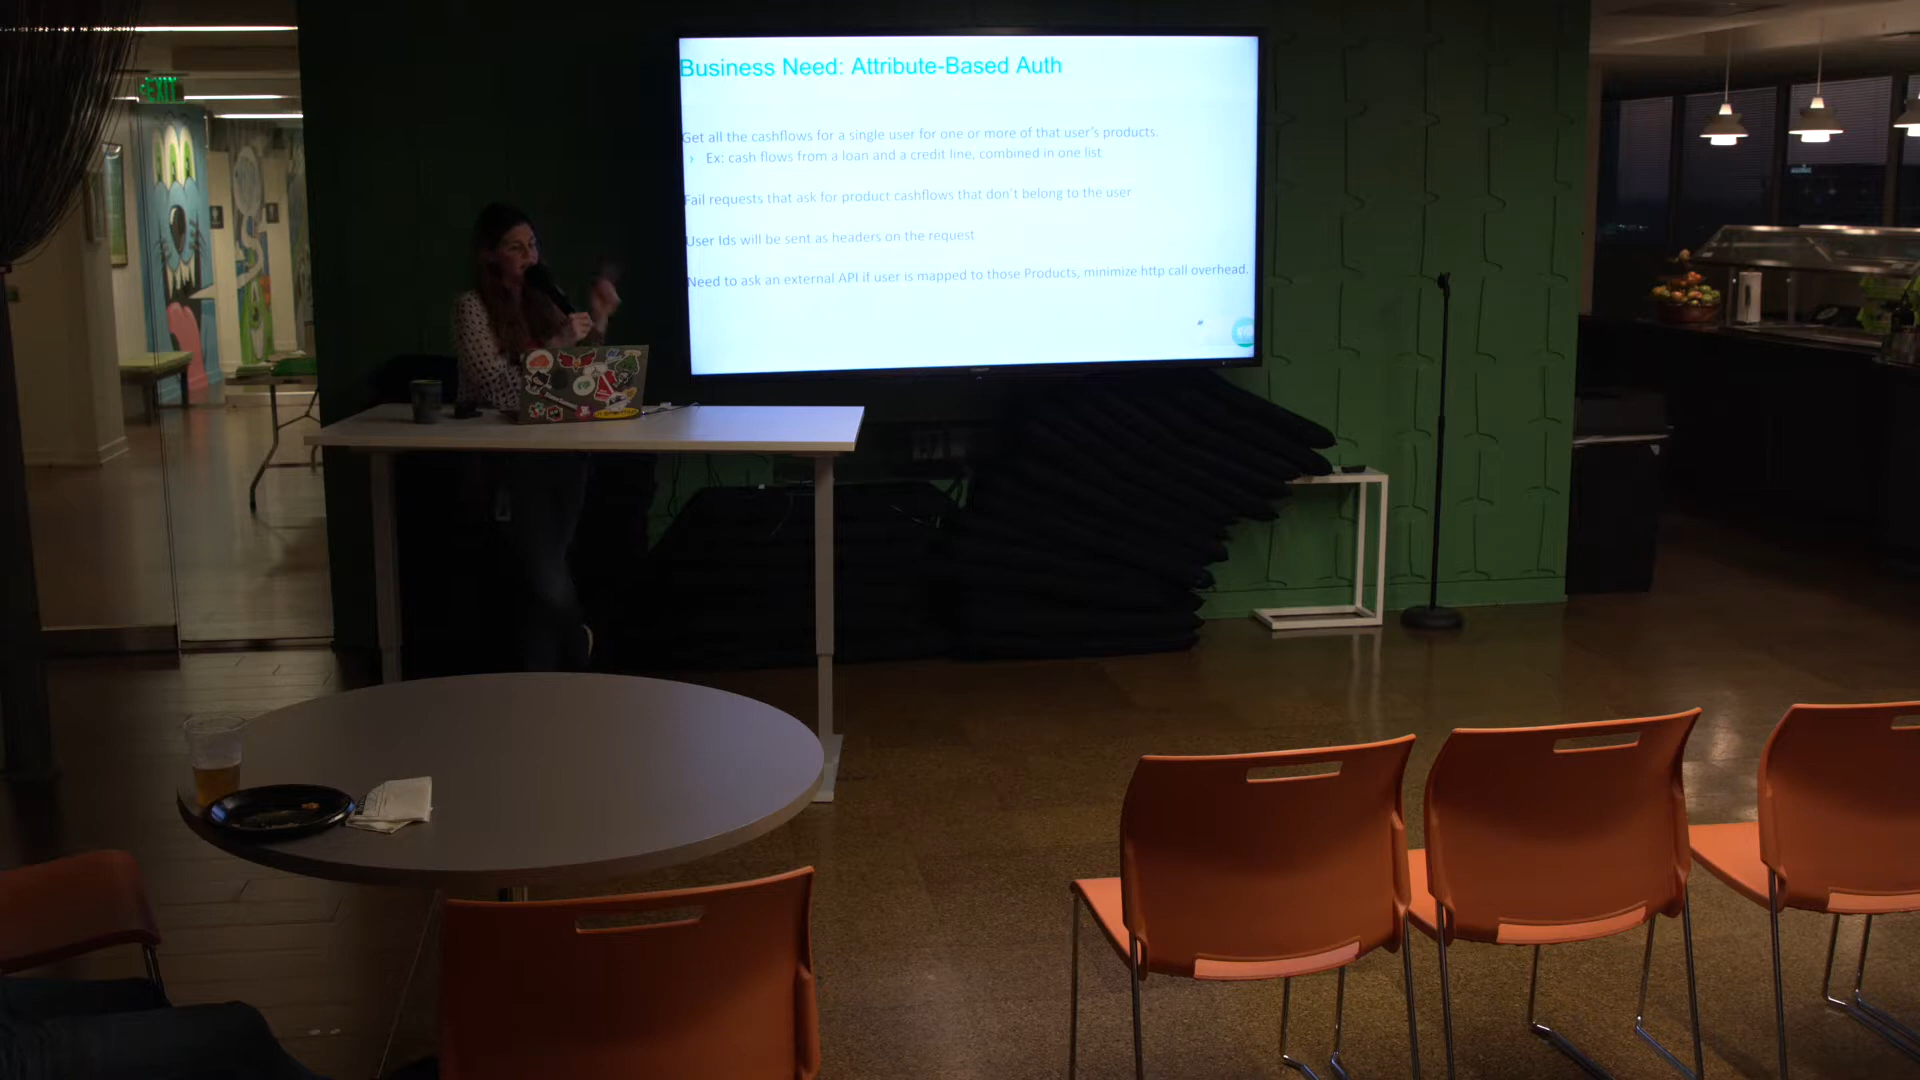 EXIT
Business Need: Attribute-Based Auth
Get all the cashflows for a single user for one or more of that user's products.
› Ex: cash flows from a loan and a credit line, combined in one list
Fail requests that ask for product cashflows that don't belong to the user
User Ids will be sent as headers on the request
Need to ask an external API if user is mapped to those Products, minimize http call overhead.